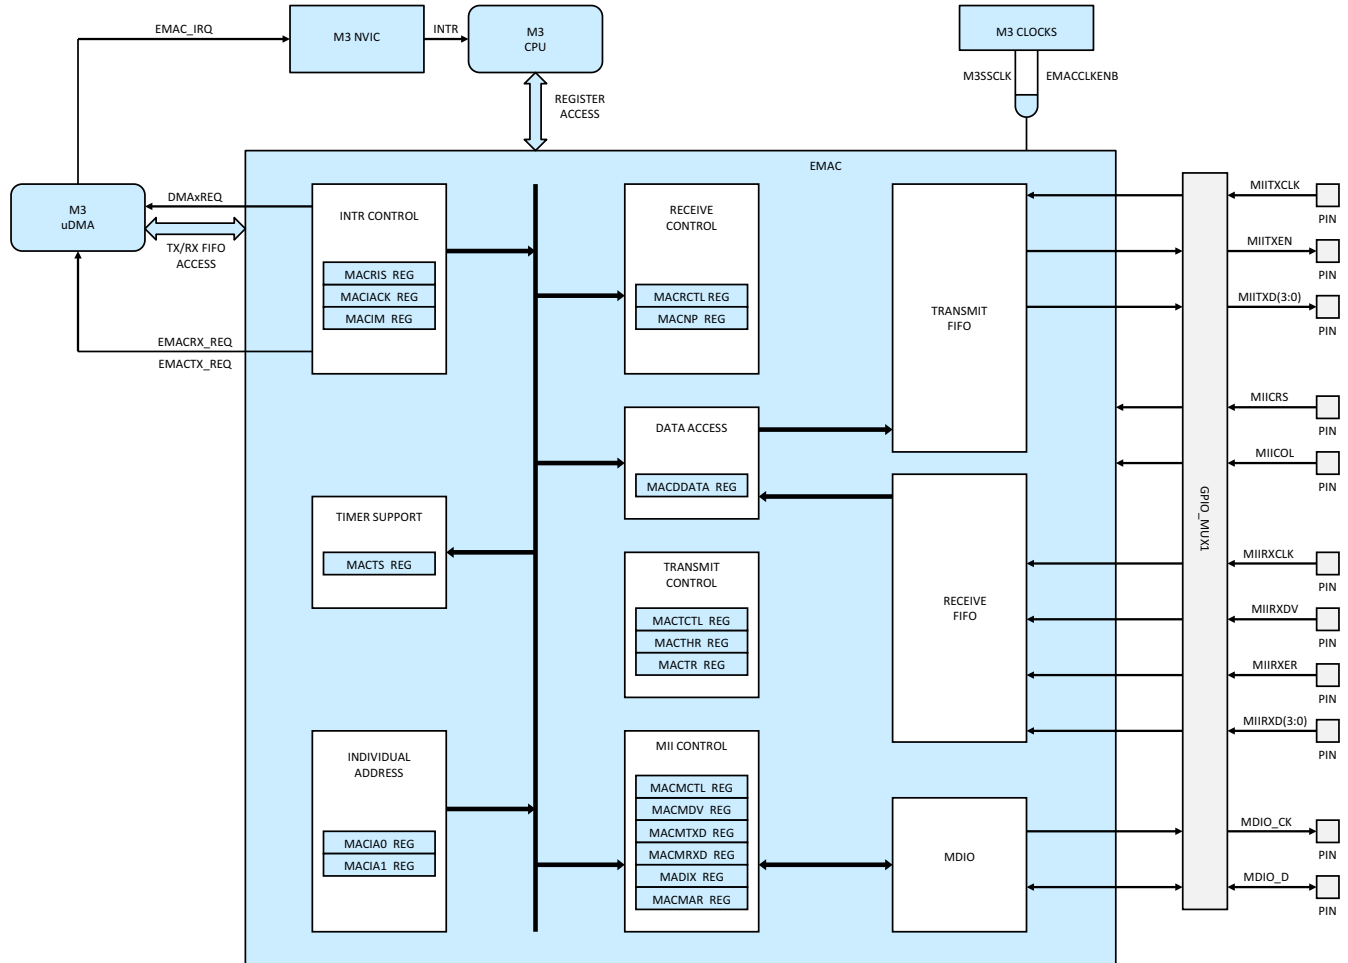 EMAC_IRQ
M3 NVIC
INTR
M3
CPU
M3 CLOCKS
M3SSCLK
EMACCLKENB
REGISTER
ACCESS
EMAC
M3
uDMA
DMAxREQ
TX/RX FIFO
ACCESS
EMACRX_REQ
EMACTX_REQ
INTR CONTROL
MACRIS REG
MACIACK REG
MACIM REG
RECEIVE
CONTROL
MACRCTL REG
MACNP REG
TRANSMIT
FIFO
DATA ACCESS
MACDDATA REG
TIMER SUPPORT
MACTS REG
TRANSMIT
CONTROL
MACTCTL REG
MACTHR REG
MACTR REG
RECEIVE
FIFO
INDIVIDUAL
ADDRESS
MACIA0 REG
MACIA1 REG
MII CONTROL
MACMCTL REG
MACMDV REG
MACMTXD REG
MACMRXD REG
MADIX REG
MACMAR REG
MDIO
GPIO_MUX1
MIITXCLK
PIN
MIITXEN
PIN
MIITXD(3:0)
PIN
MIICRS
PIN
MIICOL
PIN
MIIRXCLK
PIN
MIIRXDV
PIN
MIIRXER
PIN
MIIRXD(3:0)
PIN
MDIO_CK
PIN
MDIO_D
PIN